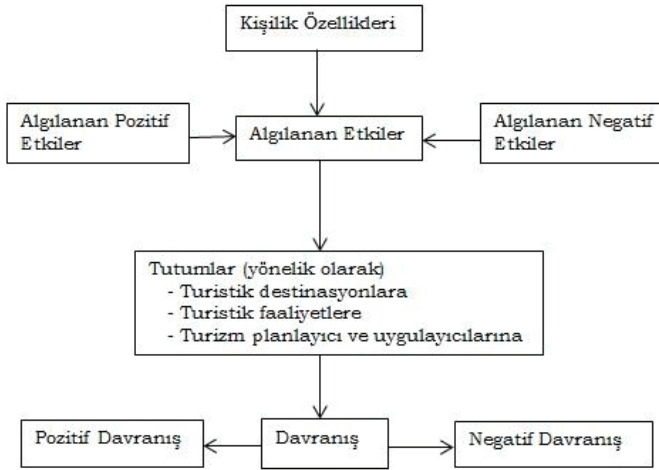 Kişilik Özellikleri
Algılanan Pozitif
Etkiler
Algılanan Etkiler
Algılanan Negatif
Etkiler
Tutumlar (yönelik olarak)
- Turistik destinasyonlara
- Turistik faaliyetlere
- Turizm planlayıcı ve uygulayıcılarına
Pozitif Davranış
Davranış
Negatif Davranış